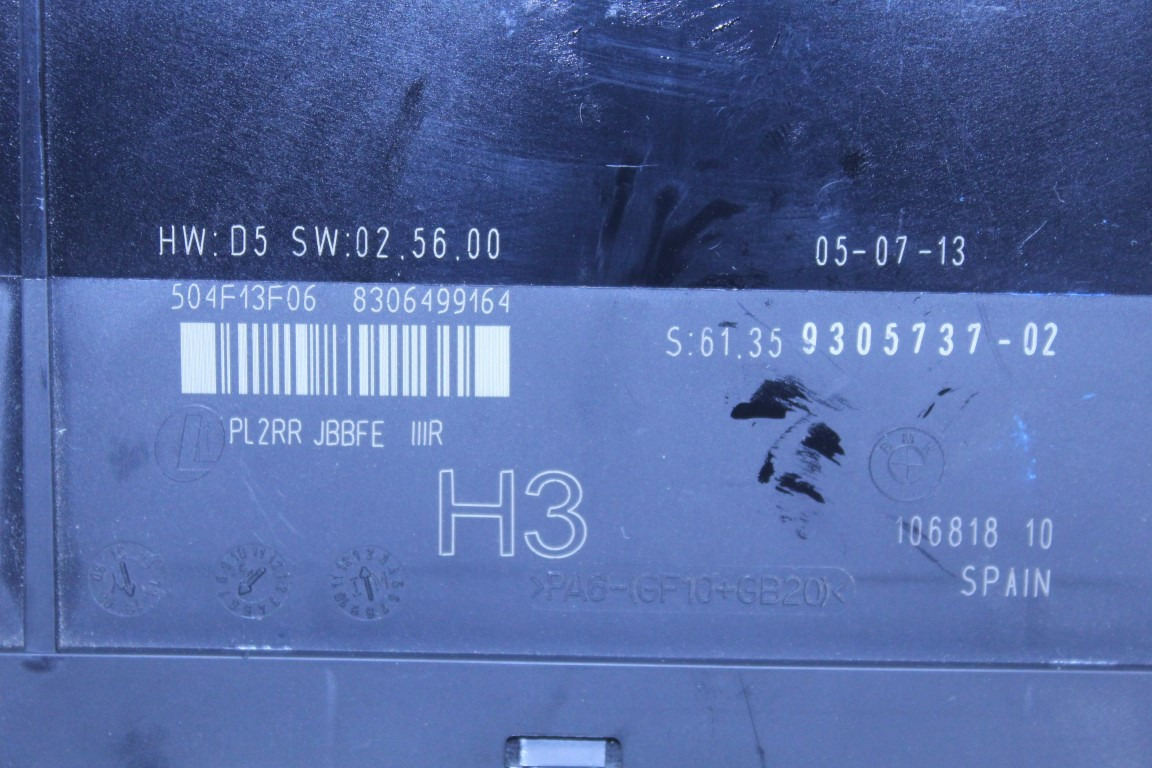 HW:D5 SW:02.56.00
05-07-13
504F13F06 8306499164
S:61.35 9305737-02
PL2RR JBBFE IIIR
BMW
H3
106818 10
>PA6-(GF10+GB20)<
SPAIN